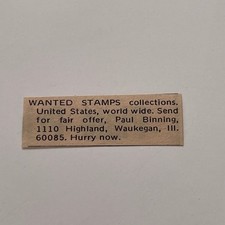 WANTED STAMPS collections.
United States, world wide. Send
for fair offer, Paul Binning,
1110 Highland, Waukegan, Ill.
60085. Hurry now.